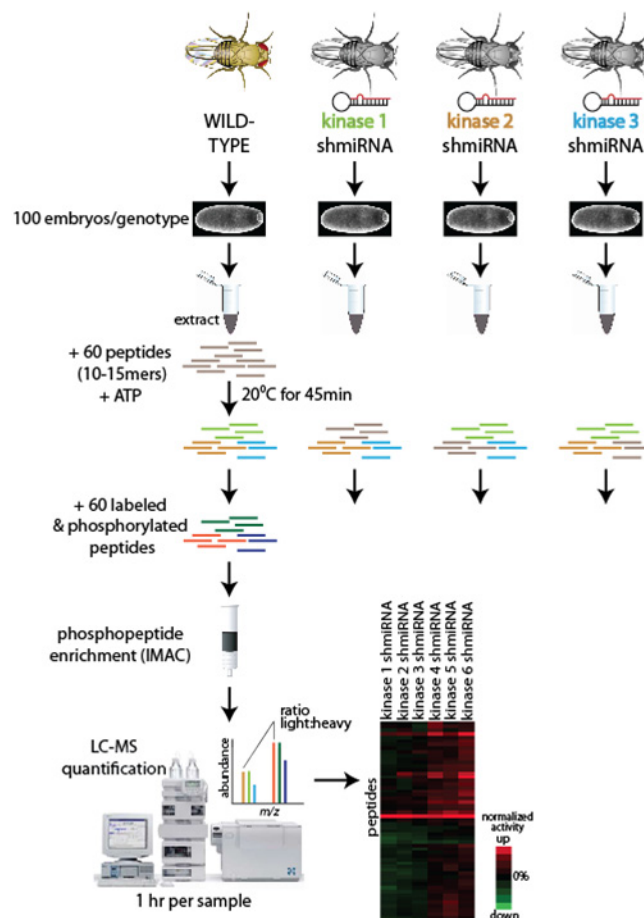 WILD-
TYPE
kinase 1
shmiRNA
kinase 2
shmiRNA
kinase 3
shmiRNA
100 embryos/genotype
extract
+ 60 peptides
(10-15mers)
+ ATP
20⁰C for 45min
+ 60 labeled
& phosphorylated
peptides
phosphopeptide
enrichment (IMAC)
LC-MS
quantification
ratio
light:heavy
abundance
m/z
1 hr per sample
kinase 1 shmiRNA
kinase 2 shmiRNA
kinase 3 shmiRNA
kinase 4 shmiRNA
kinase 5 shmiRNA
kinase 6 shmiRNA
peptides
normalized
activity
up
0%
down